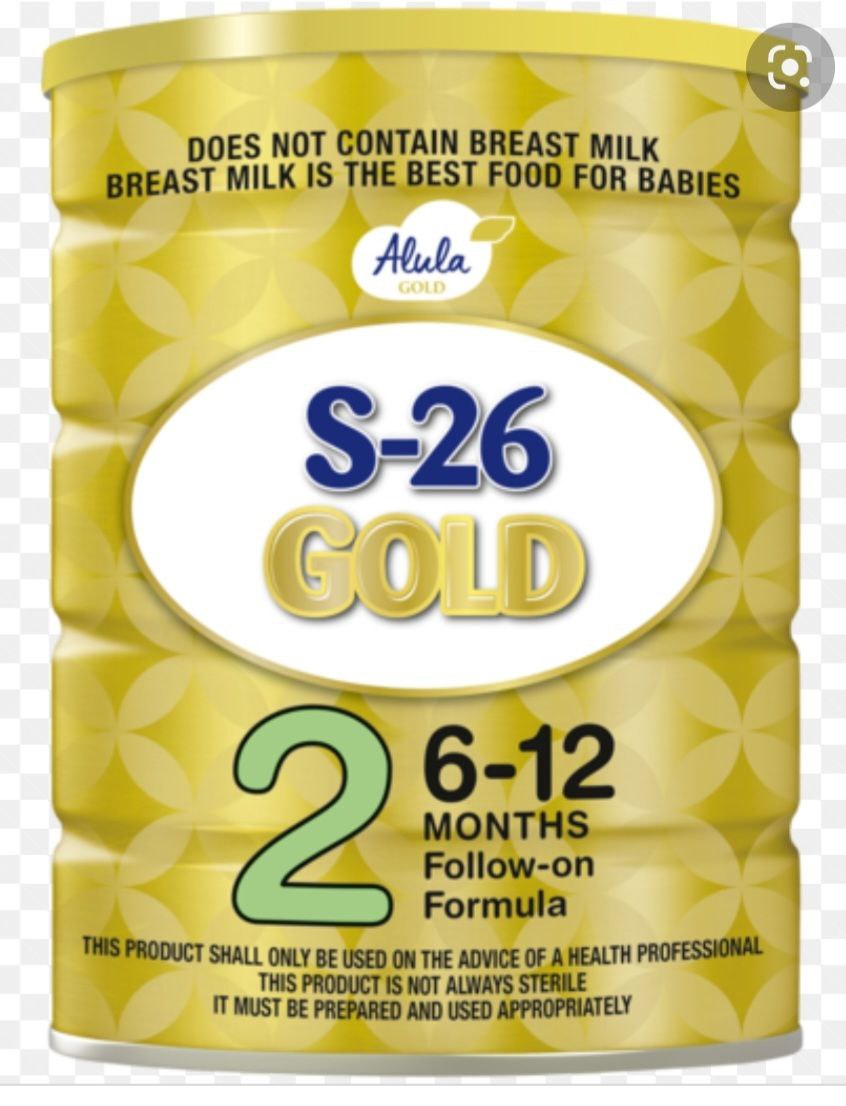 DOES NOT CONTAIN BREAST MILK
BREAST MILK IS THE BEST FOOD FOR BABIES
Alula
GOLD
S-26
GOLD
2
6-12
MONTHS
Follow-on
Formula
THIS PRODUCT SHALL ONLY BE USED ON THE ADVICE OF A HEALTH PROFESSIONAL
THIS PRODUCT IS NOT ALWAYS STERILE
IT MUST BE PREPARED AND USED APPROPRIATELY